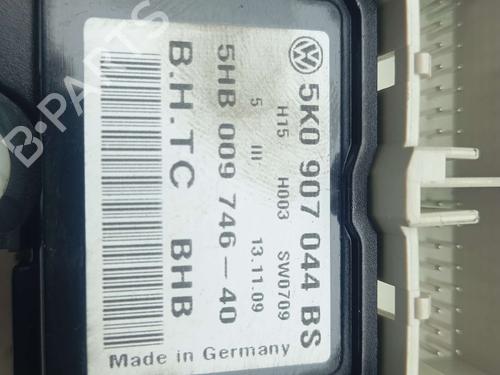 5K0 907 044 BS
H15 H003 SW0709
5 III 13.11.09
5HB 009 746-40
B.H.TC BHB
Made in Germany
B-PARTS